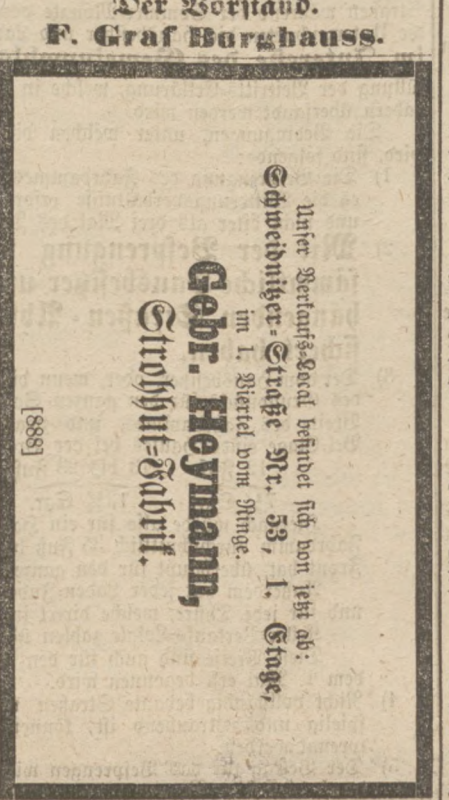 Der Vorstand.
F. Graf Borghauss.
Unser Verkaufs-Local befindet sich von jetzt ab:
Schweidnitzer-Straße Nr. 53, 1. Etage,
im 1. Viertel vom Ringe.
Gebr. Heymann,
Strohhut-Fabrik.
[888]